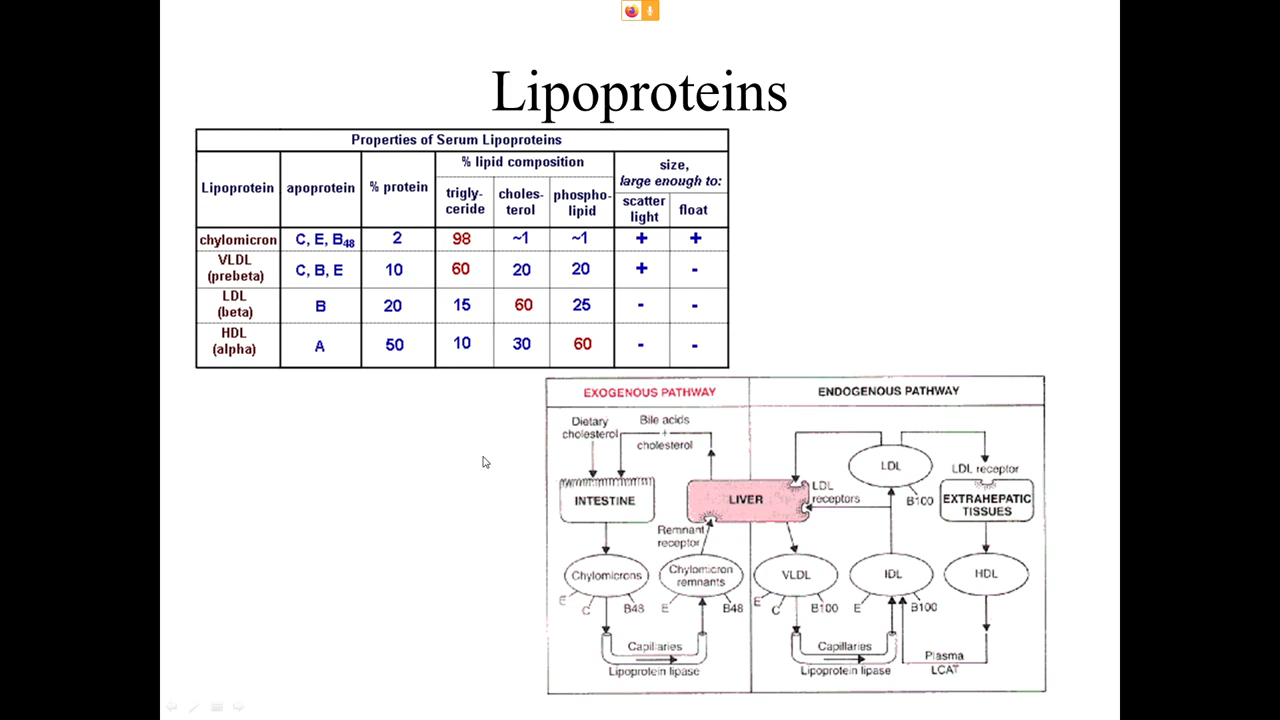 Lipoproteins
Properties of Serum Lipoproteins
Lipoprotein apoprotein % protein % lipid composition size,
large enough to:
trigly-
ceride
choles-
terol
phospho-
lipid
scatter
light
float
chylomicron C, E, B48 2 98 ~1 ~1 + +
VLDL
(prebeta) C, B, E 10 60 20 20 + -
LDL
(beta) B 20 15 60 25 - -
HDL
(alpha) A 50 10 30 60 - -
EXOGENOUS PATHWAY ENDOGENOUS PATHWAY
Dietary
cholesterol
Bile acids
+
cholesterol
LDL
LDL receptor
B100
INTESTINE
LIVER
LDL
receptors
EXTRAHEPATIC
TISSUES
Remnant
receptor
Chylomicrons
Chylomicron
remnants
VLDL
IDL
HDL
E C B48
E B48
E C B100
E B100
Capillaries
Lipoprotein lipase
Capillaries
Lipoprotein lipase
Plasma
LCAT